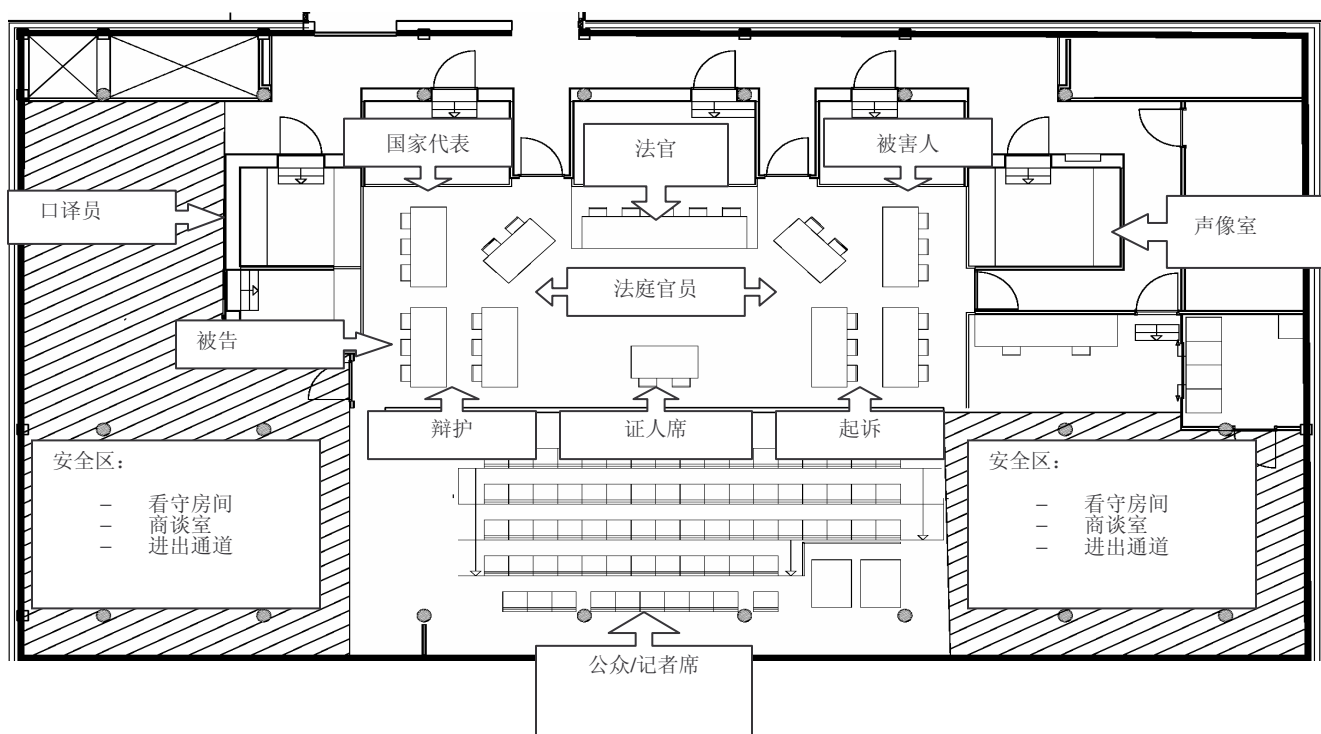 国家代表
法官
被害人
口译员
声像室
法庭官员
被告
辩护
证人席
起诉
安全区：
– 看守房间
– 商谈室
– 进出通道
安全区：
– 看守房间
– 商谈室
– 进出通道
公众/记者席